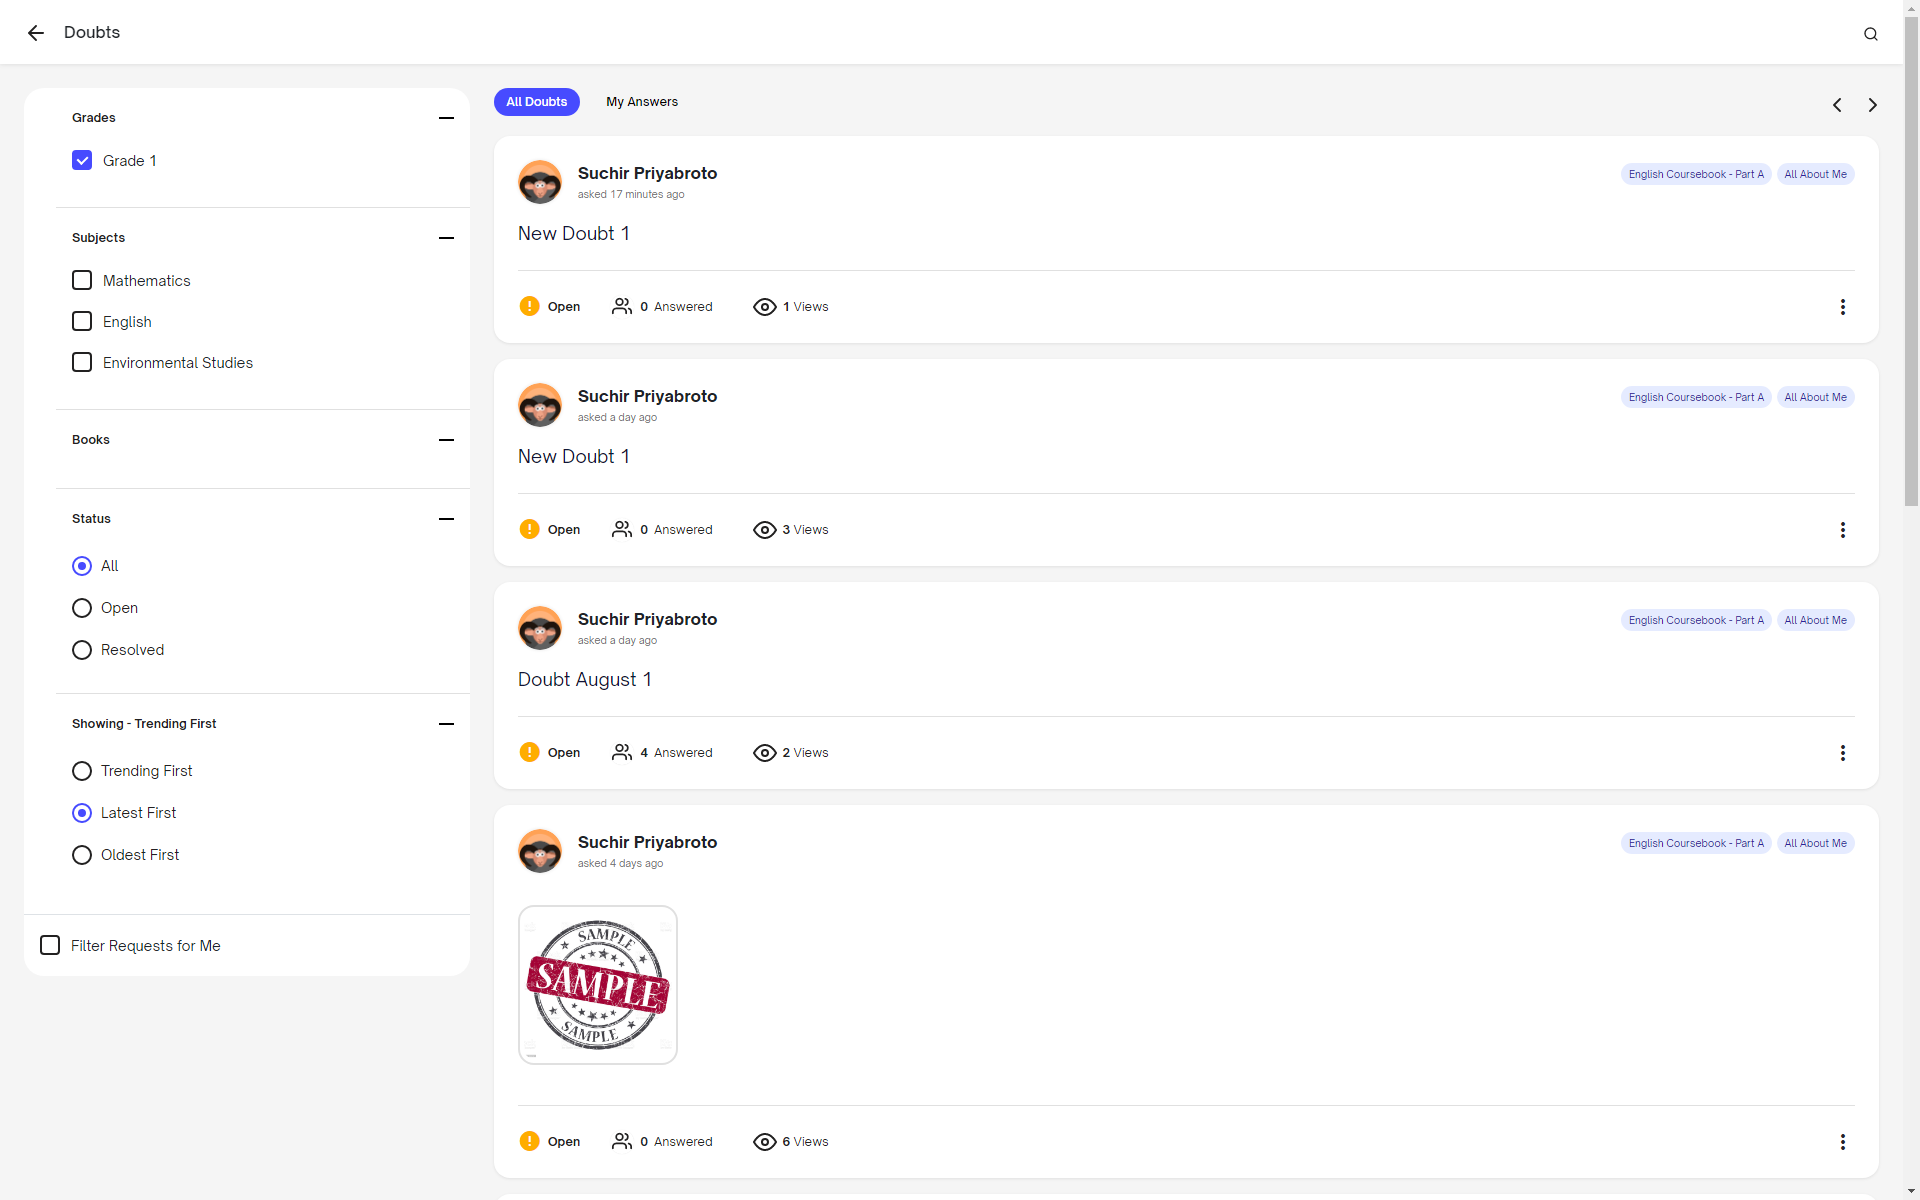 Doubts
Grades
Grade 1
Subjects
Mathematics
English
Environmental Studies
Books
Status
All
Open
Resolved
Showing - Trending First
Trending First
Latest First
Oldest First
Filter Requests for Me
All Doubts
My Answers
Suchir Priyabroto
asked 17 minutes ago
English Coursebook - Part A
All About Me
New Doubt 1
Open
0 Answered
1 Views
Suchir Priyabroto
asked a day ago
English Coursebook - Part A
All About Me
New Doubt 1
Open
0 Answered
3 Views
Suchir Priyabroto
asked a day ago
English Coursebook - Part A
All About Me
Doubt August 1
Open
4 Answered
2 Views
Suchir Priyabroto
asked 4 days ago
English Coursebook - Part A
All About Me
SAMPLE
SAMPLE
SAMPLE
Open
0 Answered
6 Views